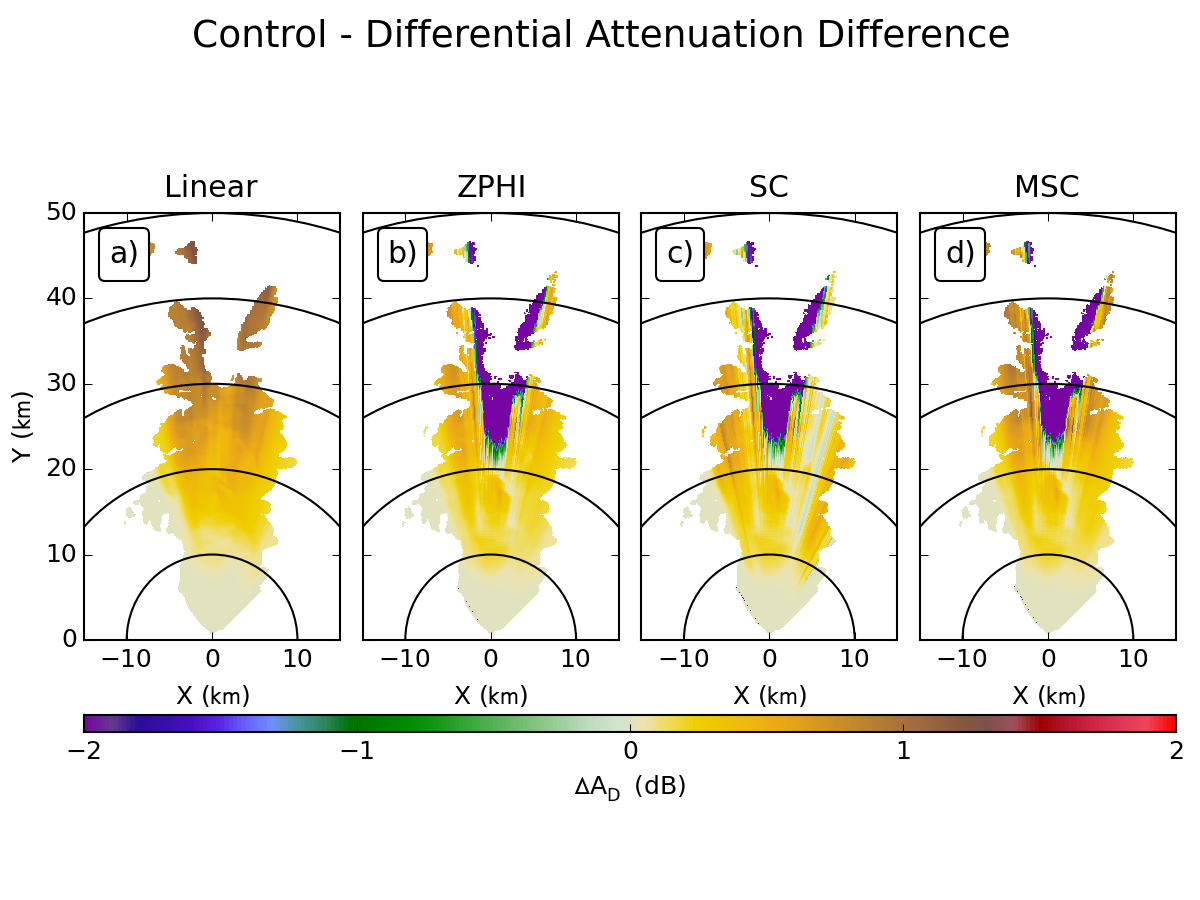 Control - Differential Attenuation Difference
Linear ZPHI SC MSC
a) b) c) d)
50
40
30
20
10
0
Y (km)
−10 0 10 −10 0 10 −10 0 10 −10 0 10
X (km) X (km) X (km) X (km)
−2 −1 0 1 2
ΔA_D (dB)